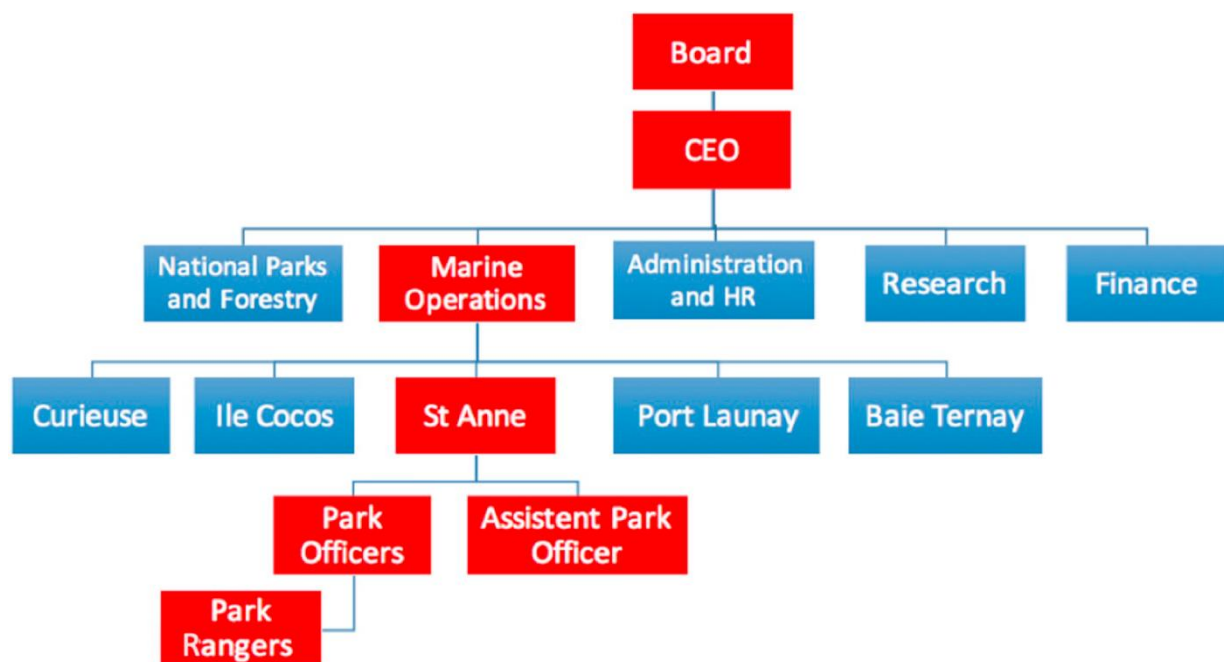 Board
CEO
National Parks
and Forestry
Marine
Operations
Administration
and HR
Research
Finance
Curieuse
Ile Cocos
St Anne
Port Launay
Baie Ternay
Park
Officers
Assistent Park
Officer
Park
Rangers